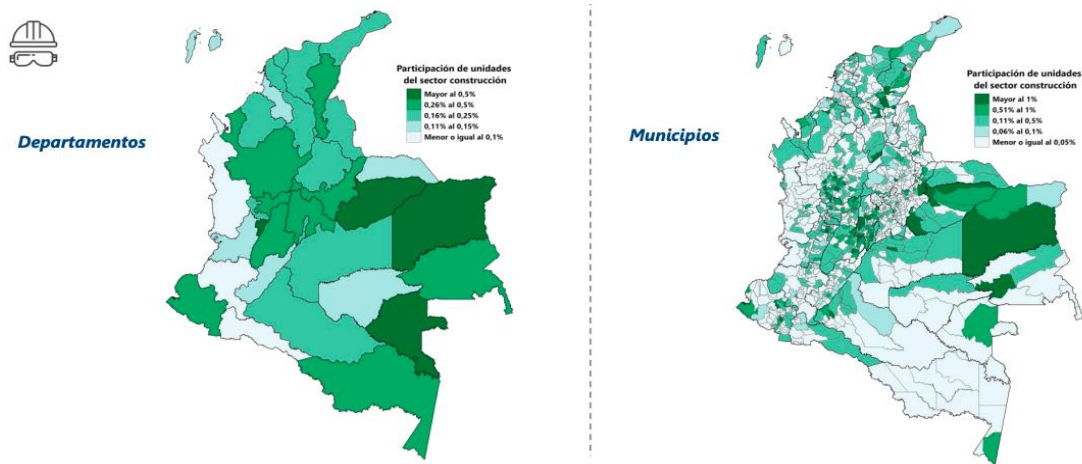 Departamentos
Participación de unidades
del sector construcción
Mayor al 0,5%
0,26% al 0,5%
0,16% al 0,25%
0,11% al 0,15%
Menor o igual al 0,1%
Municipios
Participación de unidades
del sector construcción
Mayor al 1%
0,51% al 1%
0,11% al 0,5%
0,06% al 0,1%
Menor o igual al 0,05%